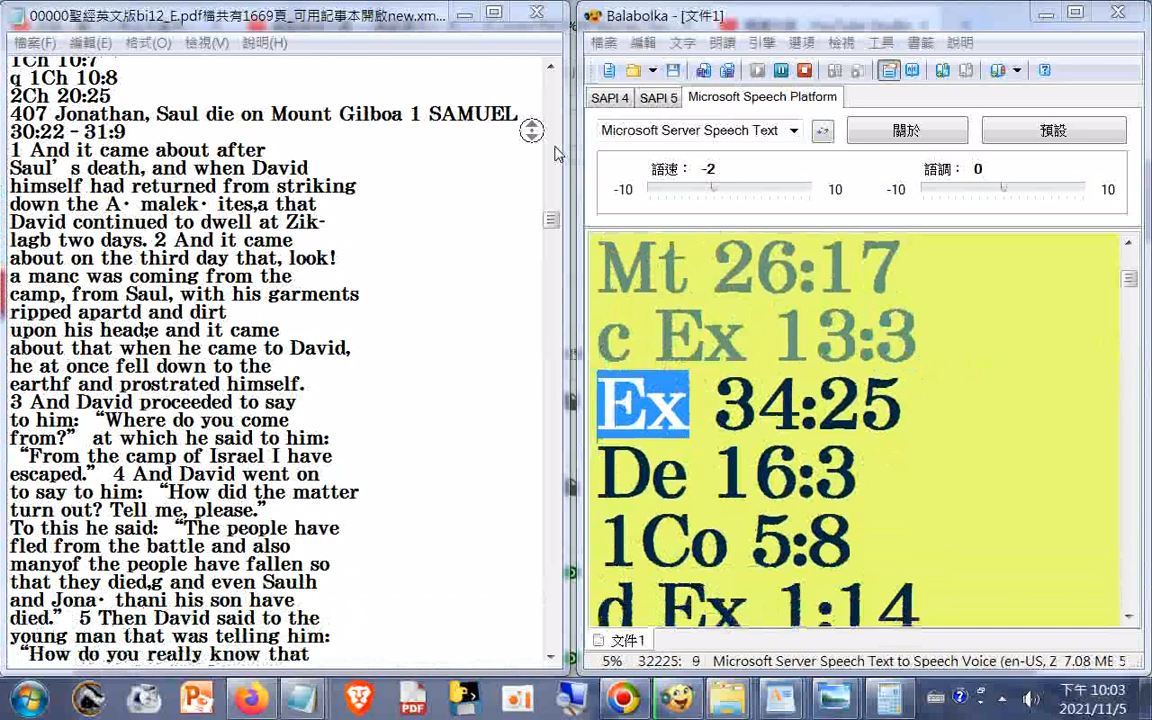 00000聖經英文版bi12_E.pdf檔共有1669頁_可用記事本開啟new.xm...
檔案(F) 編輯(E) 格式(O) 檢視(V) 說明(H)
1Ch 10:7
q 1Ch 10:8
2Ch 20:25
407 Jonathan, Saul die on Mount Gilboa 1 SAMUEL
30:22 – 31:9
1 And it came about after
Saul’s death, and when David
himself had returned from striking
down the A·malek·ites,a that
David continued to dwell at Zik-
lagb two days. 2 And it came
about on the third day that, look!
a manc was coming from the
camp, from Saul, with his garments
ripped apartd and dirt
upon his head;e and it came
about that when he came to David,
he at once fell down to the
earthf and prostrated himself.
3 And David proceeded to say
to him: “Where do you come
from?” at which he said to him:
“From the camp of Israel I have
escaped.” 4 And David went on
to say to him: “How did the matter
turn out? Tell me, please.”
To this he said: “The people have
fled from the battle and also
manyof the people have fallen so
that they died,g and even Saulh
and Jona·thani his son have
died.” 5 Then David said to the
young man that was telling him:
“How do you really know that
Balabolka - [文件1]
檔案 編輯 文字 朗讀 引擎 選項 檢視 工具 書籤 說明
SAPI 4 SAPI 5 Microsoft Speech Platform
Microsoft Server Speech Text 關於 預設
語速: -2 語調: 0
-10 10 -10 10
Mt 26:17
c Ex 13:3
Ex 34:25
De 16:3
1Co 5:8
d Ex 1:14
文件1
5% 32225: 9 Microsoft Server Speech Text to Speech Voice (en-US, Z 7.08 MB 5
PDF
下午 10:03
2021/11/5